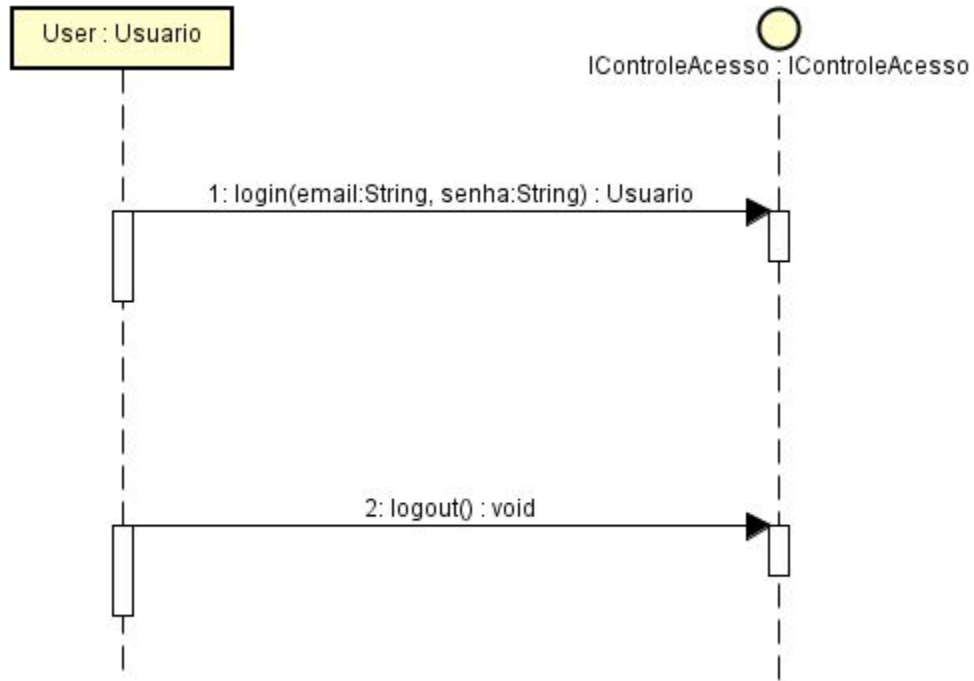 User : Usuario
IControleAcesso : IControleAcesso
1: login(email:String, senha:String) : Usuario
2: logout() : void